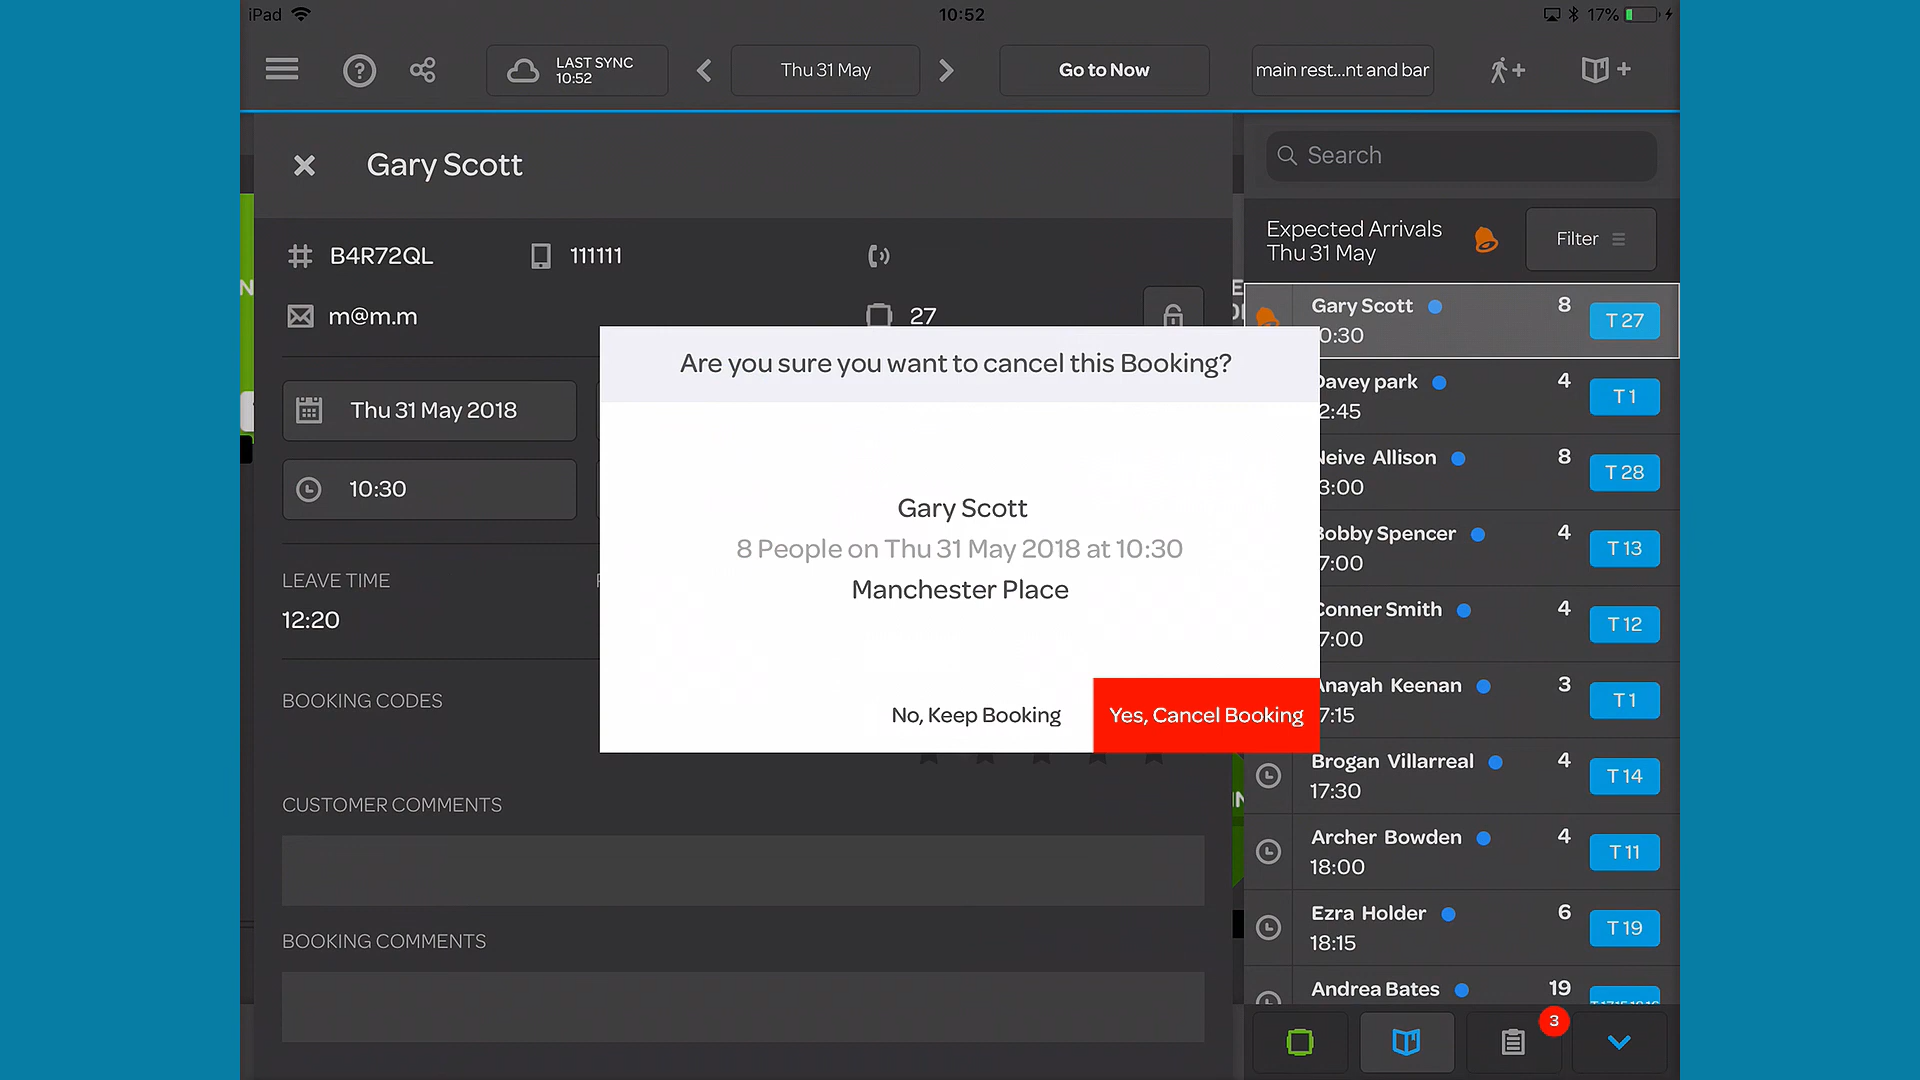 iPad
10:52
17%
LAST SYNC
10:52
Thu 31 May
Go to Now
main rest...nt and bar
Gary Scott
Search
Expected Arrivals
Thu 31 May
Filter
B4R72QL
111111
m@m.m
27
Gary Scott
8
T 27
0:30
Are you sure you want to cancel this Booking?
Davey park
4
T 1
2:45
Thu 31 May 2018
Neive Allison
8
T 28
3:00
10:30
Gary Scott
8 People on Thu 31 May 2018 at 10:30
Manchester Place
Bobby Spencer
4
T 13
7:00
LEAVE TIME
12:20
Conner Smith
4
T 12
7:00
BOOKING CODES
No, Keep Booking
Yes, Cancel Booking
Anayah Keenan
3
T 1
7:15
Brogan Villarreal
4
T 14
17:30
CUSTOMER COMMENTS
Archer Bowden
4
T 11
18:00
BOOKING COMMENTS
Ezra Holder
6
T 19
18:15
Andrea Bates
19
3